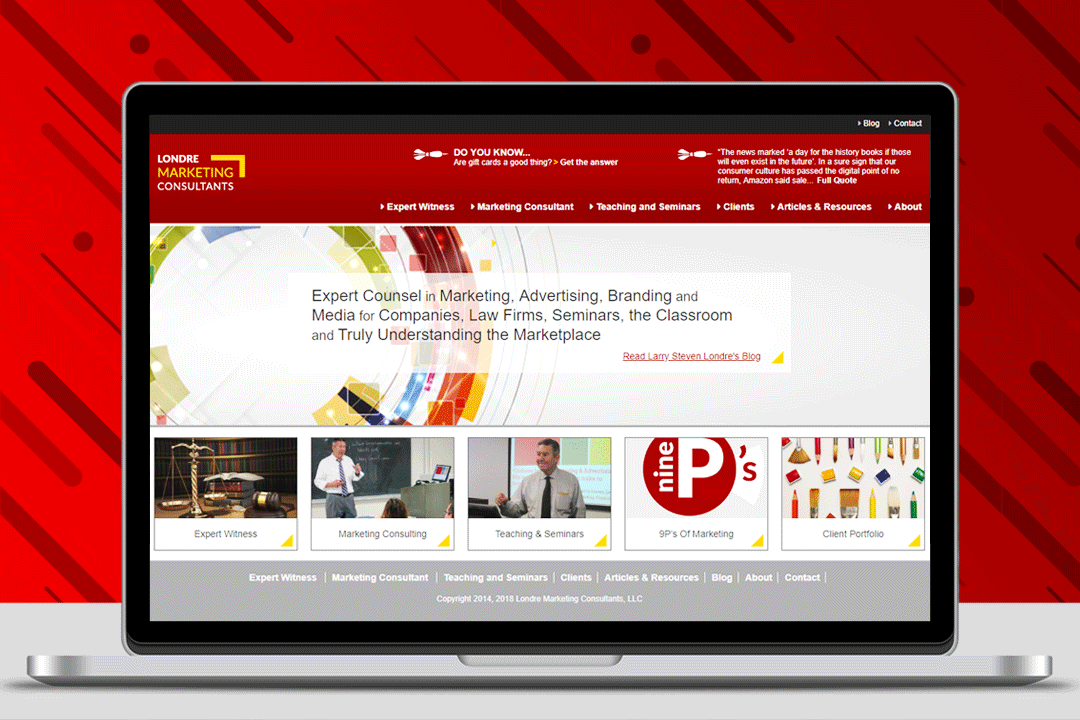 Blog Contact
LONDRE
MARKETING
CONSULTANTS
DO YOU KNOW...
Are gift cards a good thing? > Get the answer
"The news marked 'a day for the history books if those
will even exist in the future'. In a sure sign that our
consumer culture has passed the digital point of no
return, Amazon said sale... Full Quote
Expert Witness Marketing Consultant Teaching and Seminars Clients Articles & Resources About
Expert Counsel in Marketing, Advertising, Branding and
Media for Companies, Law Firms, Seminars, the Classroom
and Truly Understanding the Marketplace
Read Larry Steven Londre's Blog
nine P's
Expert Witness
Marketing Consulting
Teaching & Seminars
9P's Of Marketing
Client Portfolio
Expert Witness | Marketing Consultant | Teaching and Seminars | Clients | Articles & Resources | Blog | About | Contact |
Copyright 2014, 2018 Londre Marketing Consultants, LLC